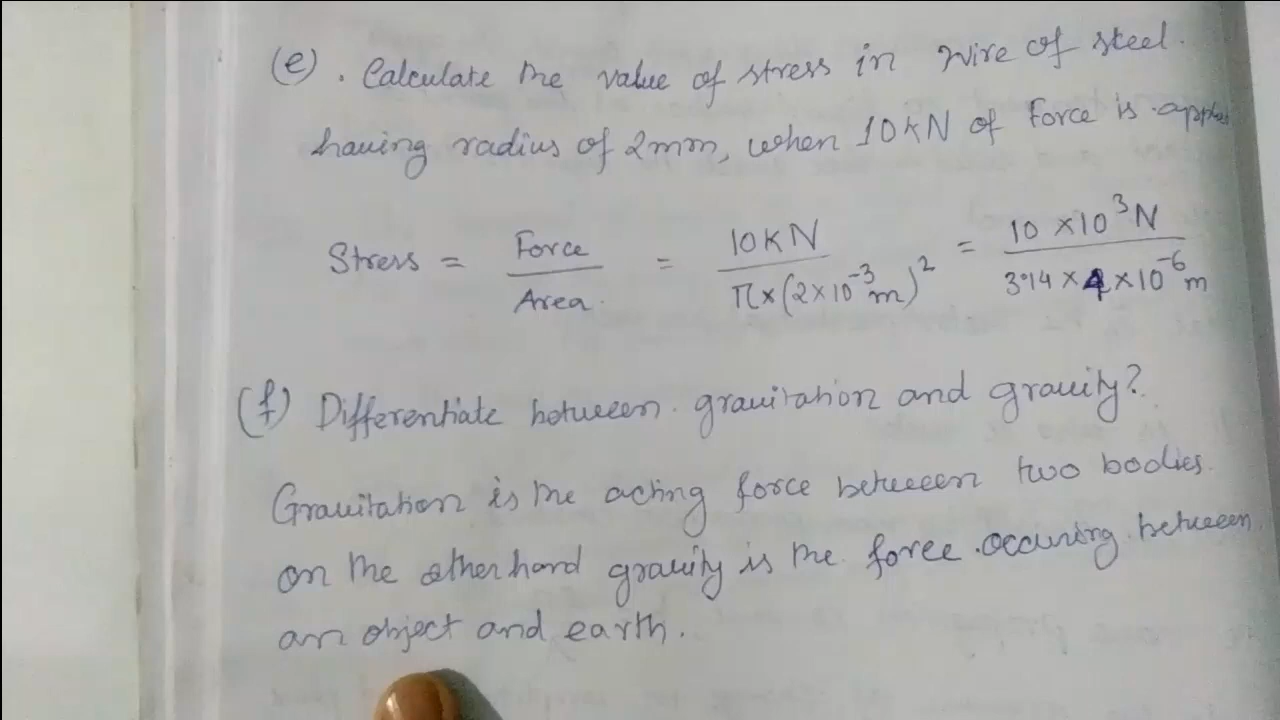 (e). Calculate the value of stress in wire of steel.
having radius of 2mm, when 10KN of Force is
Stress = Force / Area. = 10KN / π×(2×10⁻³m)² = 10×10³N / 3.14×4×10⁻⁶m
(f) Differentiate between gravitation and gravity?
Gravitation is the acting force between two bodies.
on the other hand gravity is the force occuring between
an object and earth.